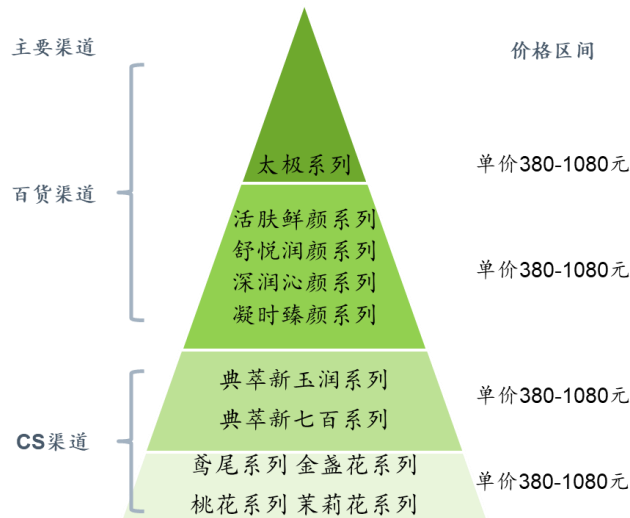 主要渠道
价格区间
太极系列
单价380-1080元
百货渠道
活肤鲜颜系列
舒悦润颜系列
深润沁颜系列
凝时臻颜系列
单价380-1080元
典萃新玉润系列
典萃新七百系列
单价380-1080元
CS渠道
鸢尾系列 金盏花系列
桃花系列 茉莉花系列
单价380-1080元